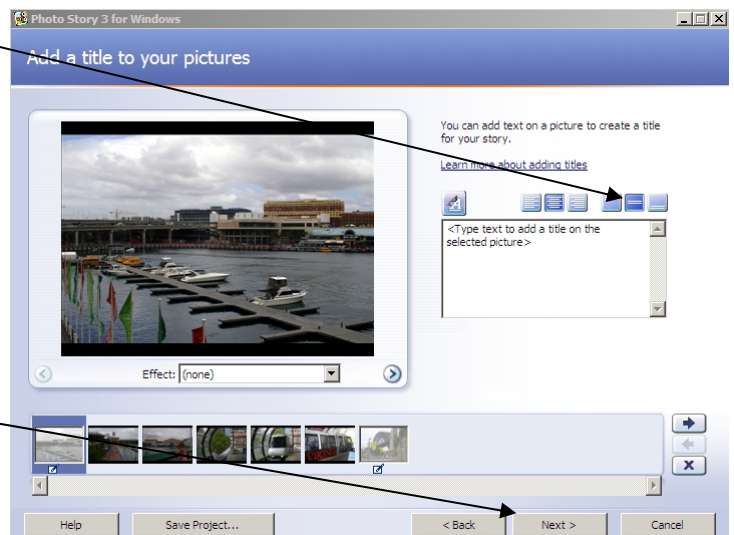 Photo Story 3 for Windows
Add a title to your pictures
You can add text on a picture to create a title
for your story.
Learn more about adding titles
A
<Type text to add a title on the
selected picture>
Effect: (none)
VIKING
Help
Save Project...
< Back
Next >
Cancel